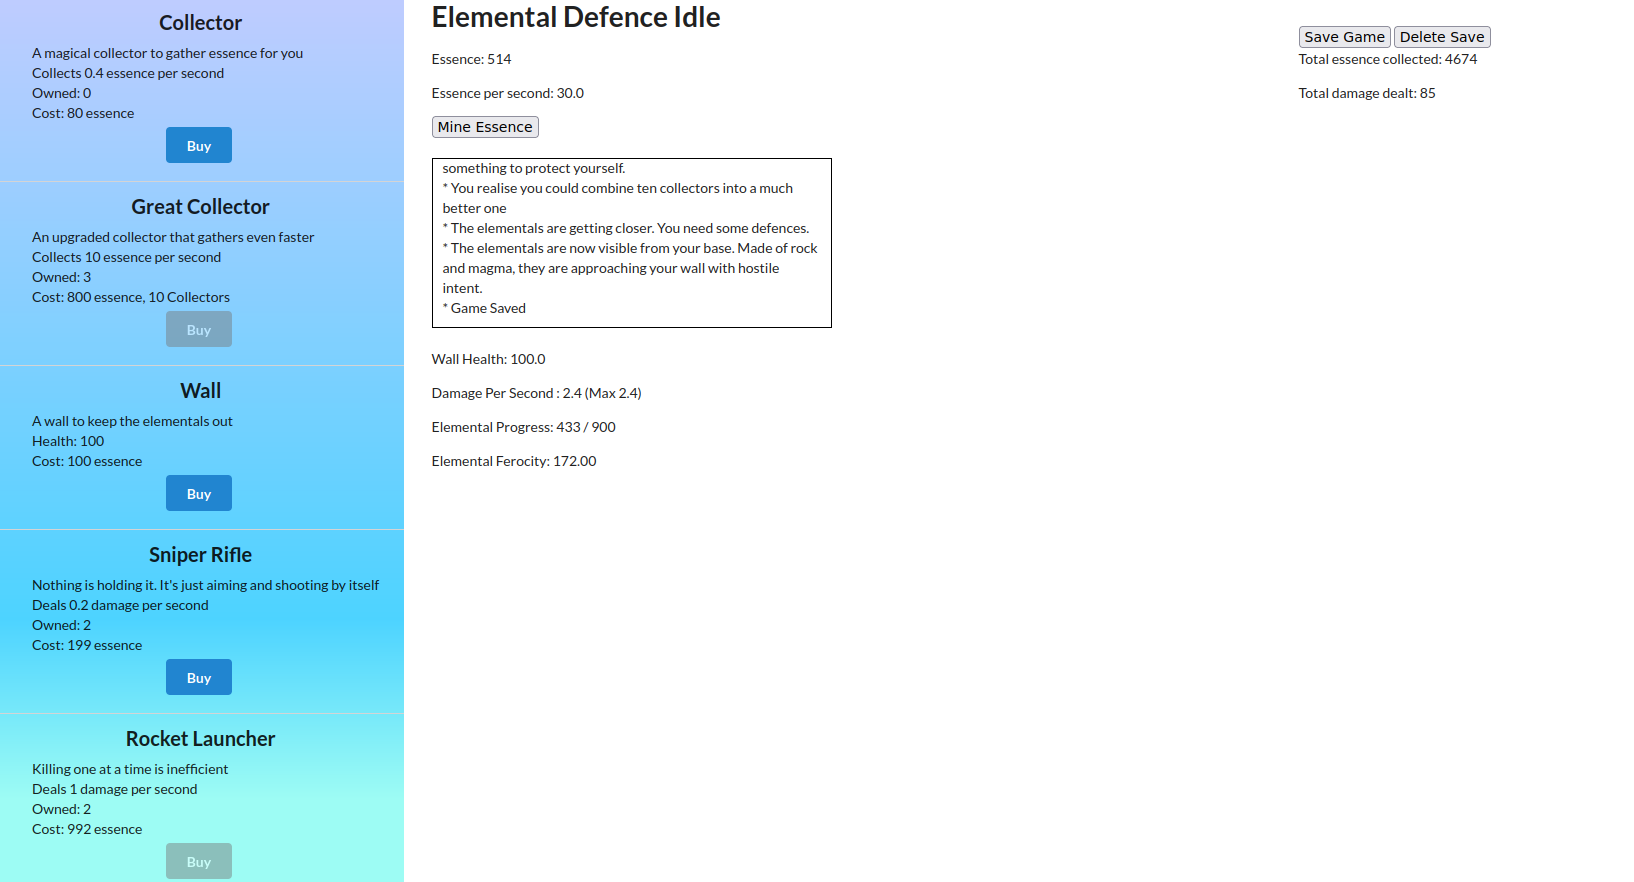 Collector
A magical collector to gather essence for you
Collects 0.4 essence per second
Owned: 0
Cost: 80 essence
Buy
Great Collector
An upgraded collector that gathers even faster
Collects 10 essence per second
Owned: 3
Cost: 800 essence, 10 Collectors
Buy
Wall
A wall to keep the elementals out
Health: 100
Cost: 100 essence
Buy
Sniper Rifle
Nothing is holding it. It's just aiming and shooting by itself
Deals 0.2 damage per second
Owned: 2
Cost: 199 essence
Buy
Rocket Launcher
Killing one at a time is inefficient
Deals 1 damage per second
Owned: 2
Cost: 992 essence
Buy
Elemental Defence Idle
Essence: 514
Essence per second: 30.0
Mine Essence
something to protect yourself.
* You realise you could combine ten collectors into a much
better one
* The elementals are getting closer. You need some defences.
* The elementals are now visible from your base. Made of rock
and magma, they are approaching your wall with hostile
intent.
* Game Saved
Wall Health: 100.0
Damage Per Second : 2.4 (Max 2.4)
Elemental Progress: 433 / 900
Elemental Ferocity: 172.00
Save Game Delete Save
Total essence collected: 4674
Total damage dealt: 85